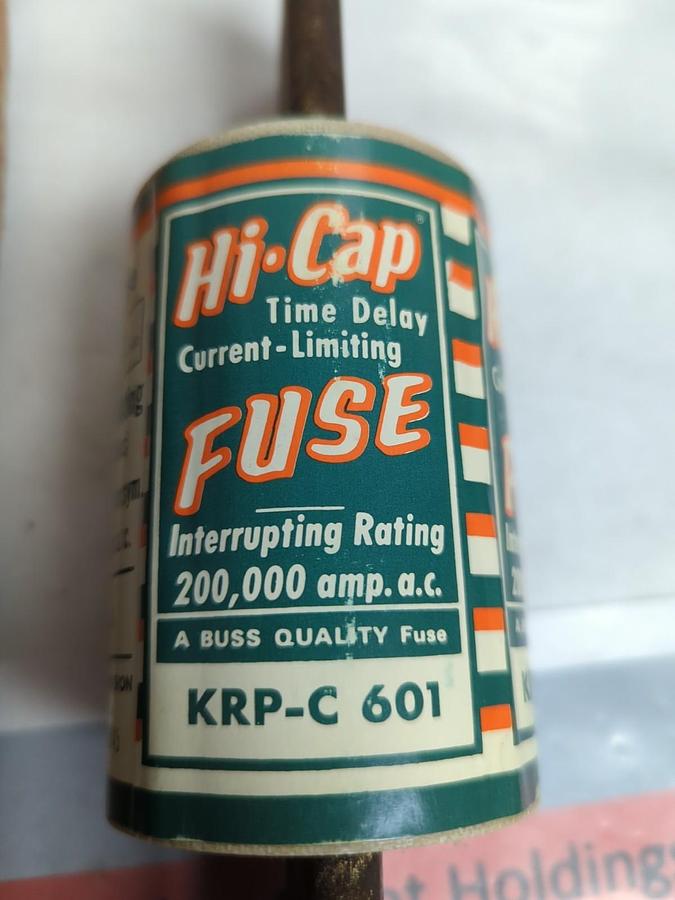 Hi-Cap®
Time Delay
Current-Limiting
FUSE
Interrupting Rating
200,000 amp. a.c.
A BUSS QUALITY Fuse
KRP-C 601
Holdings